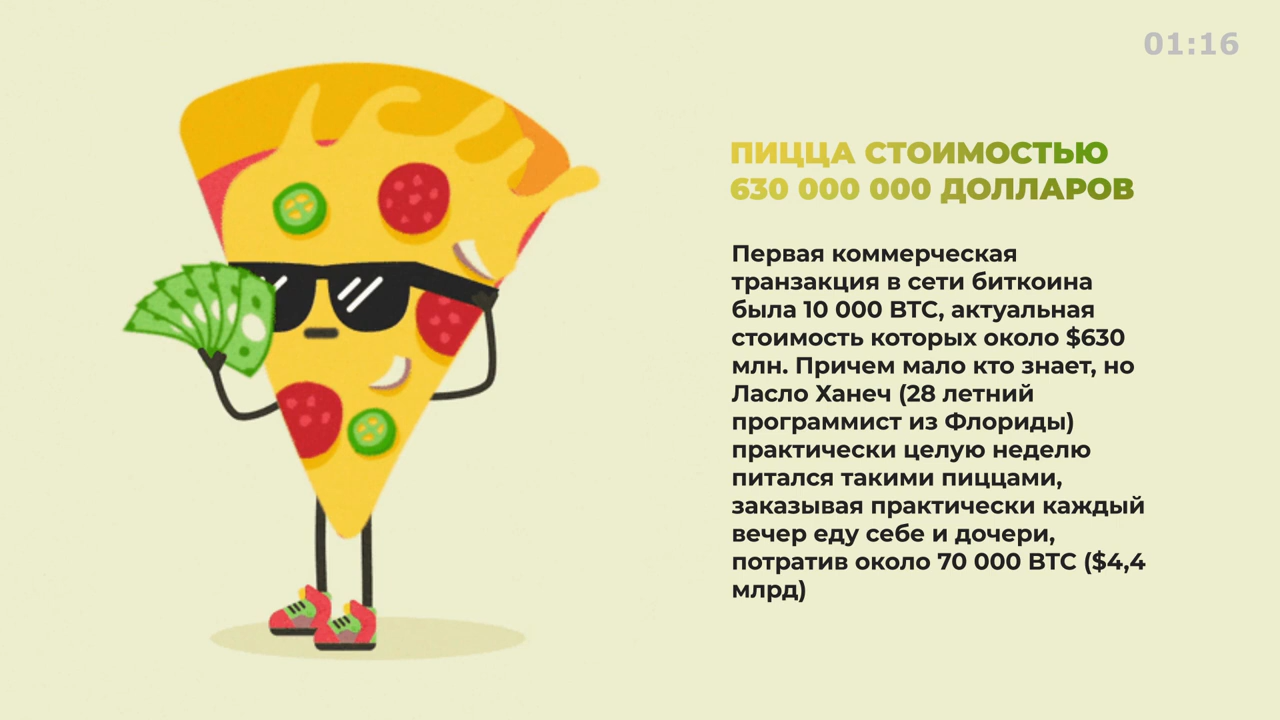 01:16
ПИЦЦА СТОИМОСТЬЮ
630 000 000 ДОЛЛАРОВ
Первая коммерческая
транзакция в сети биткоина
была 10 000 BTC, актуальная
стоимость которых около $630
млн. Причем мало кто знает, но
Ласло Ханеч (28 летний
программист из Флориды)
практически целую неделю
питался такими пиццами,
заказывая практически каждый
вечер еду себе и дочери,
потратив около 70 000 BTC ($4,4
млрд)